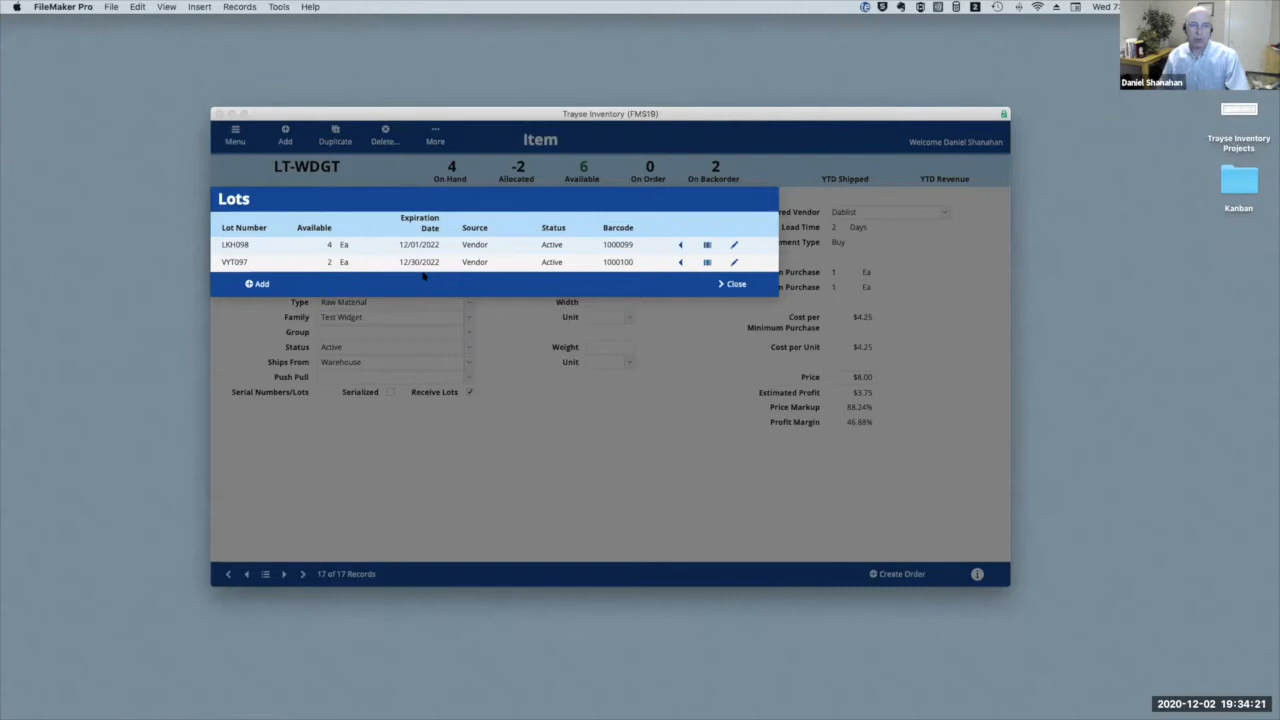 FileMaker Pro File Edit View Insert Records Tools Help
2 Wed 7
Daniel Shanahan
Trayse Inventory
Projects
Kanban
Trayse Inventory (FMS19)
Menu Add Duplicate Delete... More
Item
Welcome Daniel Shanahan
LT-WDGT
4 -2 6 0 2
On Hand Allocated Available On Order On Backorder YTD Shipped YTD Revenue
Lots
Lot Number Available Expiration Date Source Status Barcode
LKH098 4 Ea 12/01/2022 Vendor Active 1000099
VYT097 2 Ea 12/30/2022 Vendor Active 1000100
Add Close
red Vendor Dablist
Lead Time 2 Days
ment Type Buy
m Purchase 1 Ea
m Purchase 1 Ea
Type Raw Material
Family Test Widget
Group
Status Active
Ships From Warehouse
Push Pull
Serial Numbers/Lots Serialized Receive Lots
Width
Unit
Weight
Unit
Cost per
Minimum Purchase $4.25
Cost per Unit $4.25
Price $8.00
Estimated Profit $3.75
Price Markup 88.24%
Profit Margin 46.88%
17 of 17 Records
Create Order
2020-12-02 19:34:21